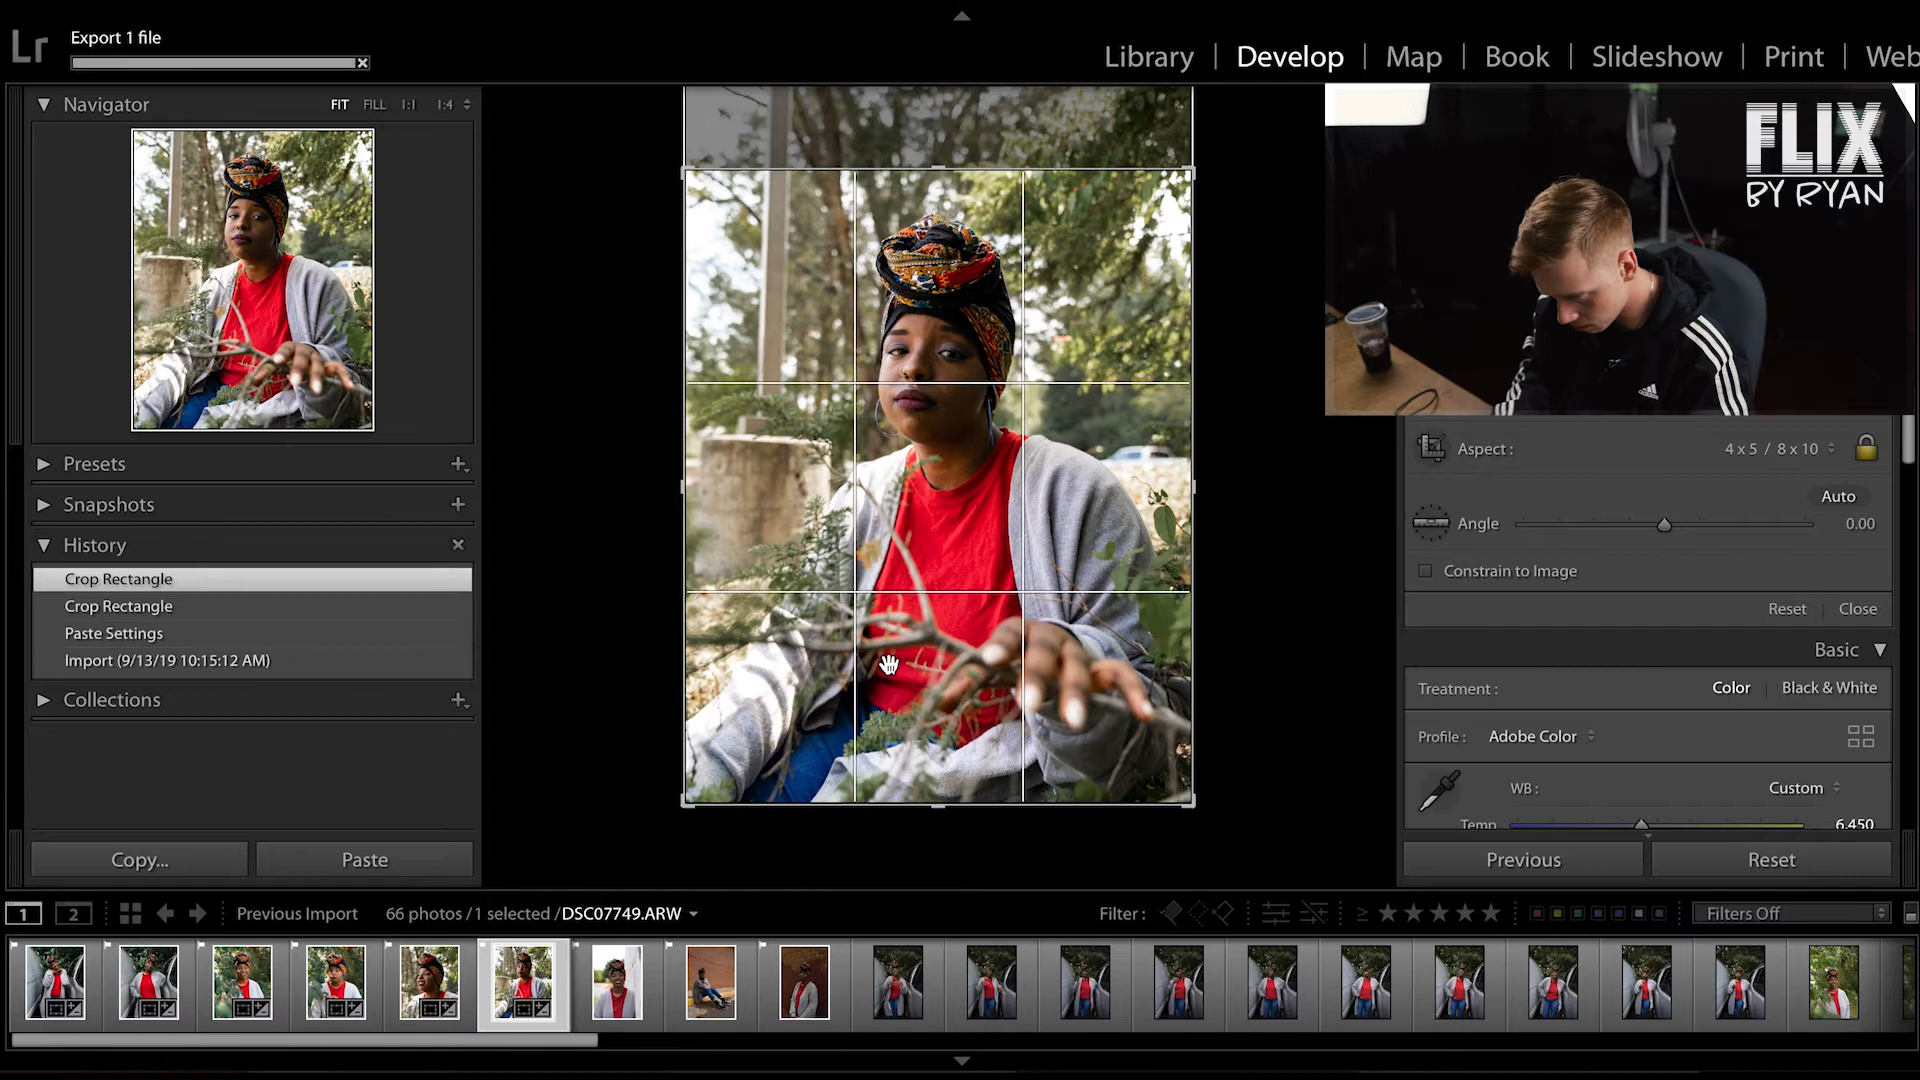 Lr
Export 1 file
Library | Develop | Map | Book | Slideshow | Print | Web
Navigator FIT FILL 1:1 1:4
FLIX
BY RYAN
Presets
Snapshots
History
Crop Rectangle
Crop Rectangle
Paste Settings
Import (9/13/19 10:15:12 AM)
Collections
Copy...
Paste
Aspect : 4 x 5 / 8 x 10
Auto
Angle 0.00
Constrain to Image
Reset Close
Basic
Treatment : Color Black & White
Profile : Adobe Color
WB : Custom
Temp 6,450
Previous
Reset
1 2 Previous Import 66 photos / 1 selected / DSC07749.ARW Filter : Filters Off